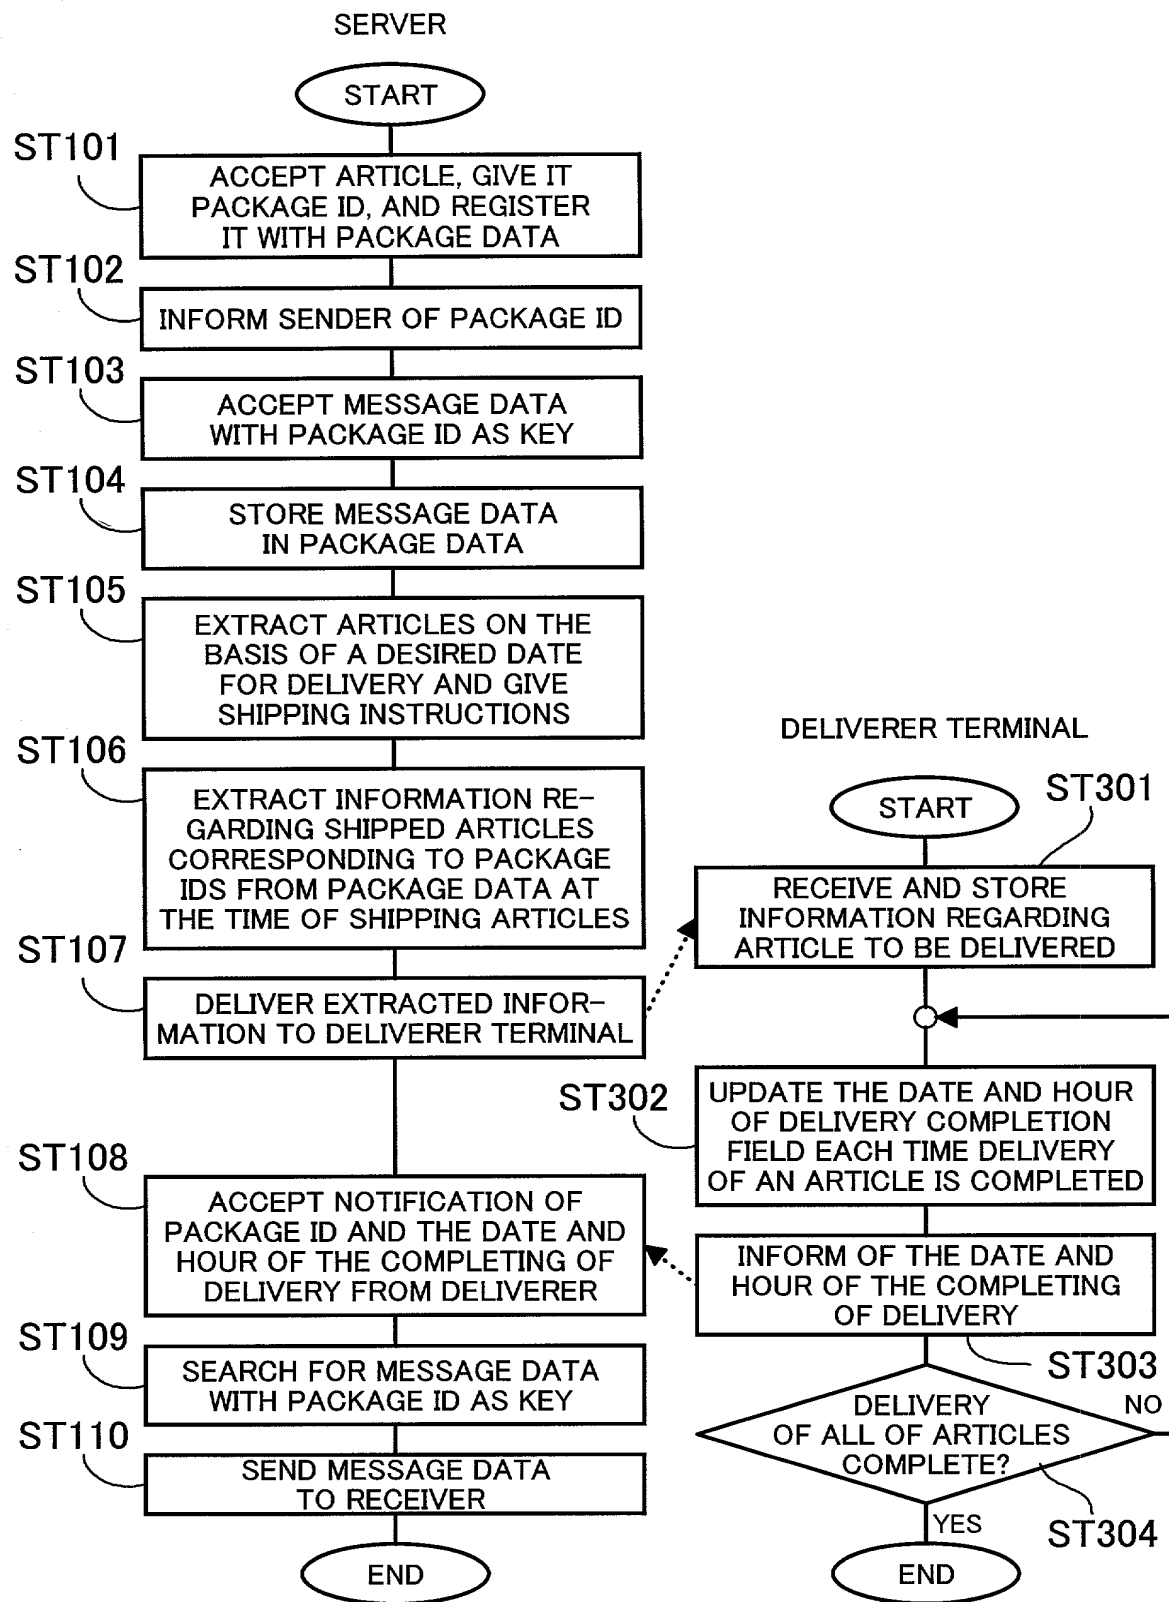 SERVER
START
ST101
ACCEPT ARTICLE, GIVE IT
PACKAGE ID, AND REGISTER
IT WITH PACKAGE DATA
ST102
INFORM SENDER OF PACKAGE ID
ST103
ACCEPT MESSAGE DATA
WITH PACKAGE ID AS KEY
ST104
STORE MESSAGE DATA
IN PACKAGE DATA
ST105
EXTRACT ARTICLES ON THE
BASIS OF A DESIRED DATE
FOR DELIVERY AND GIVE
SHIPPING INSTRUCTIONS
ST106
EXTRACT INFORMATION RE-
GARDING SHIPPED ARTICLES
CORRESPONDING TO PACKAGE
IDS FROM PACKAGE DATA AT
THE TIME OF SHIPPING ARTICLES
ST107
DELIVER EXTRACTED INFOR-
MATION TO DELIVERER TERMINAL
ST108
ACCEPT NOTIFICATION OF
PACKAGE ID AND THE DATE AND
HOUR OF THE COMPLETING OF
DELIVERY FROM DELIVERER
ST109
SEARCH FOR MESSAGE DATA
WITH PACKAGE ID AS KEY
ST110
SEND MESSAGE DATA
TO RECEIVER
END
DELIVERER TERMINAL
START
ST301
RECEIVE AND STORE
INFORMATION REGARDING
ARTICLE TO BE DELIVERED
ST302
UPDATE THE DATE AND HOUR
OF DELIVERY COMPLETION
FIELD EACH TIME DELIVERY
OF AN ARTICLE IS COMPLETED
INFORM OF THE DATE AND
HOUR OF THE COMPLETING
OF DELIVERY
ST303
DELIVERY
OF ALL OF ARTICLES
COMPLETE?
NO
YES
ST304
END